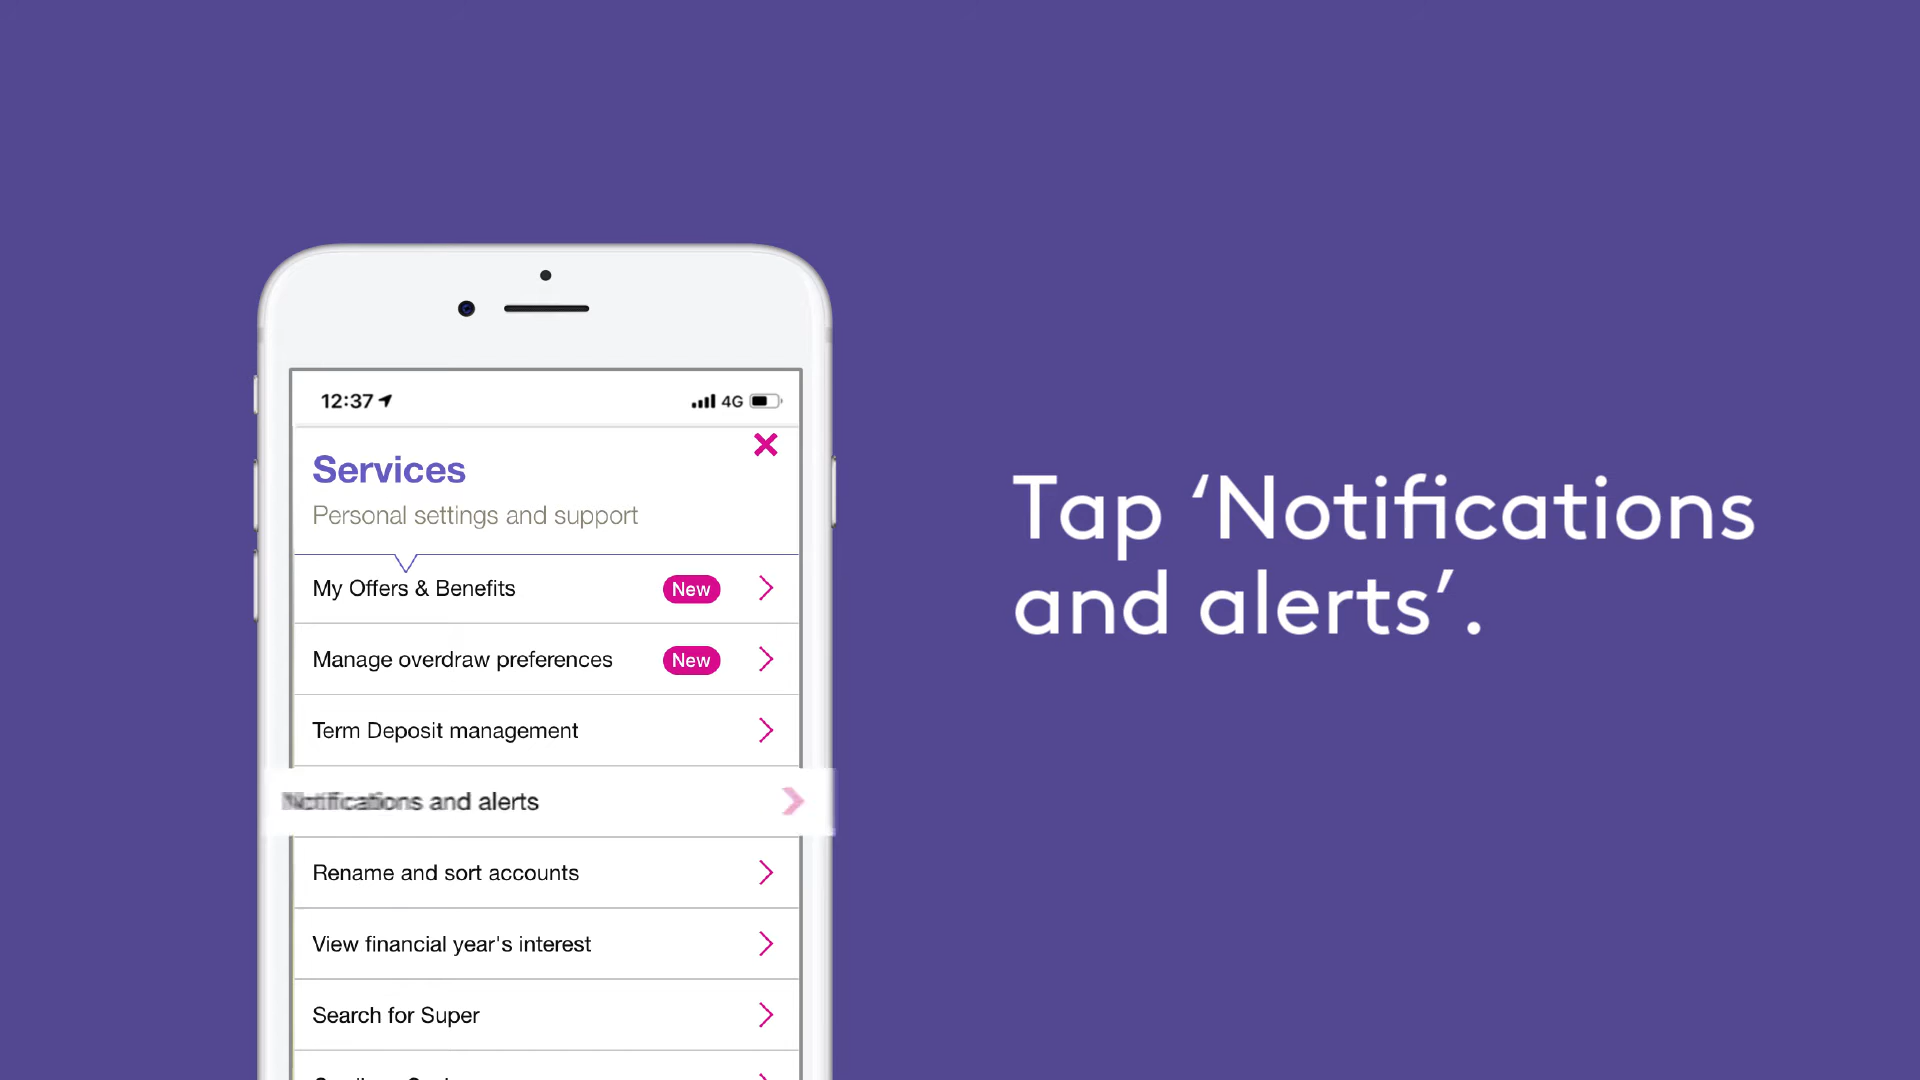 12:37
4G
Services
Personal settings and support
My Offers & Benefits
New
Manage overdraw preferences
New
Term Deposit management
Notifications and alerts
Rename and sort accounts
View financial year's interest
Search for Super
Tap ‘Notifications
and alerts’.